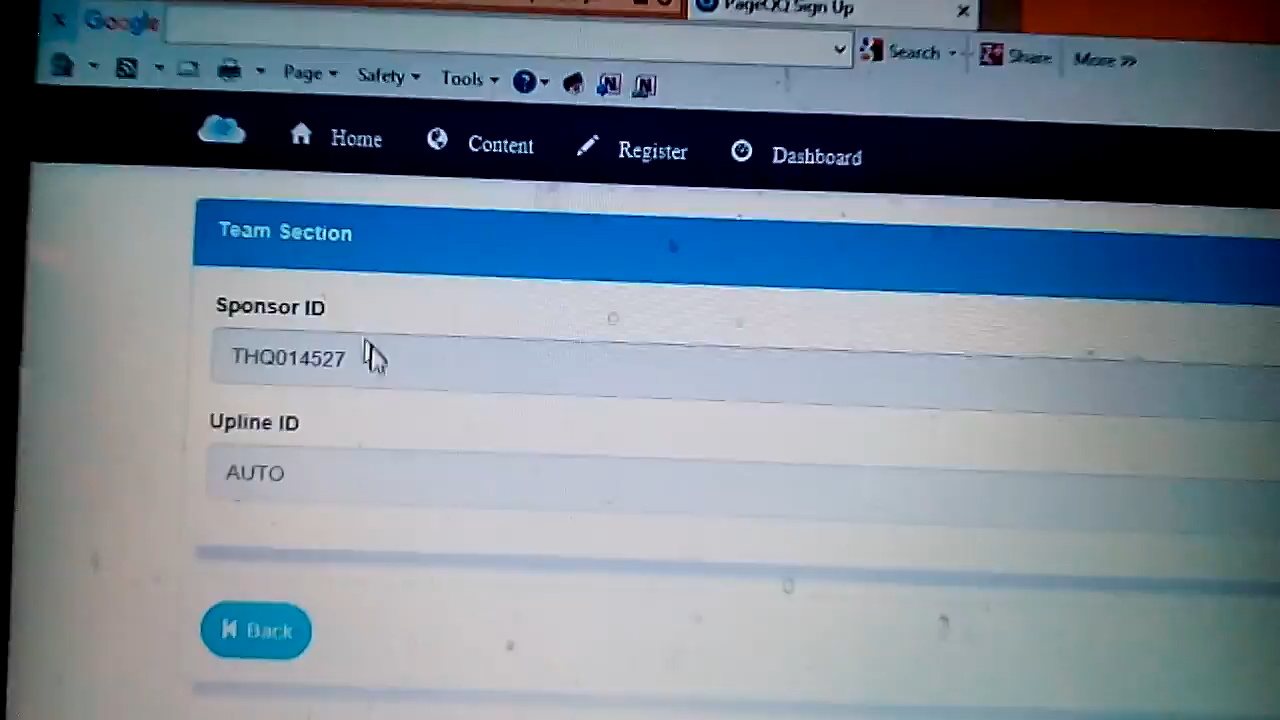 PageQQ Sign Up
x Google Search Share More »
Page Safety Tools
Home Content Register Dashboard
Team Section
Sponsor ID
THQ014527
Upline ID
AUTO
Back